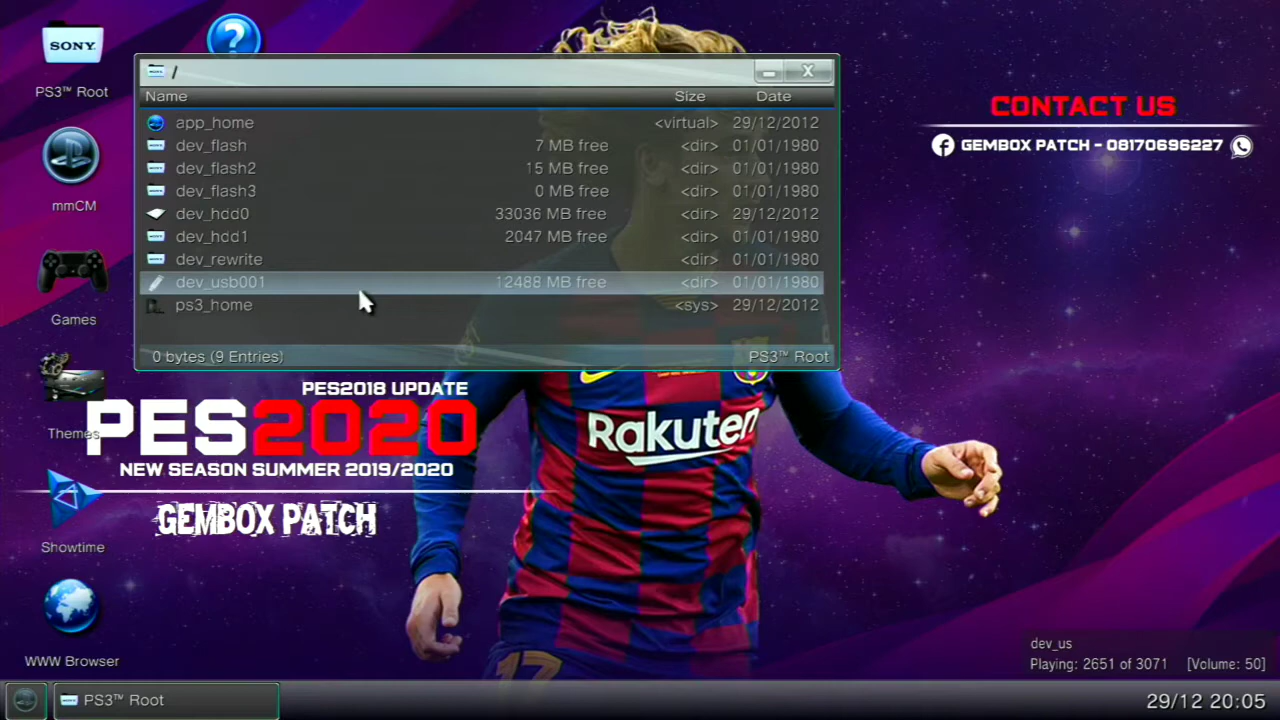 SONY
PS3™ Root
mmCM
Games
Themes
Showtime
WWW Browser
?
/
Name Size Date
app_home <virtual> 29/12/2012
dev_flash 7 MB free <dir> 01/01/1980
dev_flash2 15 MB free <dir> 01/01/1980
dev_flash3 0 MB free <dir> 01/01/1980
dev_hdd0 33036 MB free <dir> 29/12/2012
dev_hdd1 2047 MB free <dir> 01/01/1980
dev_rewrite <dir> 01/01/1980
dev_usb001 12488 MB free <dir> 01/01/1980
ps3_home <sys> 29/12/2012
0 bytes (9 Entries) PS3™ Root
CONTACT US
GEMBOX PATCH - 08170696227
PES2018 UPDATE
PES2020
NEW SEASON SUMMER 2019/2020
GEMBOX PATCH
Rakuten
17
dev_us
Playing: 2651 of 3071 [Volume: 50]
PS3™ Root
29/12 20:05